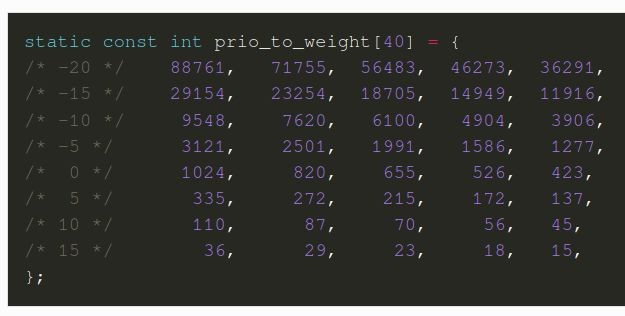 static const int prio_to_weight[40] = {
/* -20 */ 88761, 71755, 56483, 46273, 36291,
/* -15 */ 29154, 23254, 18705, 14949, 11916,
/* -10 */ 9548, 7620, 6100, 4904, 3906,
/* -5 */ 3121, 2501, 1991, 1586, 1277,
/* 0 */ 1024, 820, 655, 526, 423,
/* 5 */ 335, 272, 215, 172, 137,
/* 10 */ 110, 87, 70, 56, 45,
/* 15 */ 36, 29, 23, 18, 15,
};